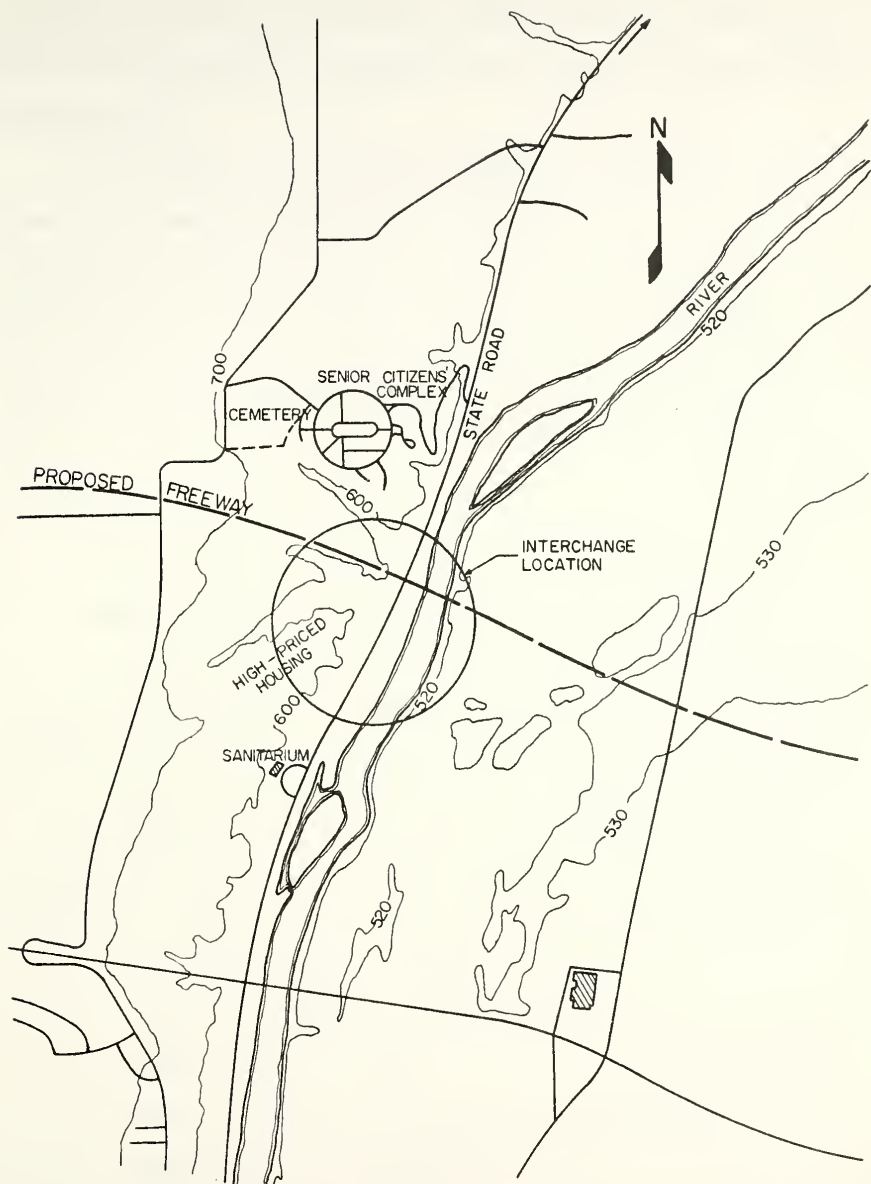 N
RIVER
520
STATE ROAD
700
SENIOR CITIZENS'
COMPLEX
CEMETERY
PROPOSED FREEWAY
600
INTERCHANGE
LOCATION
530
HIGH-PRICED
HOUSING
600
520
SANITARIUM
530
520